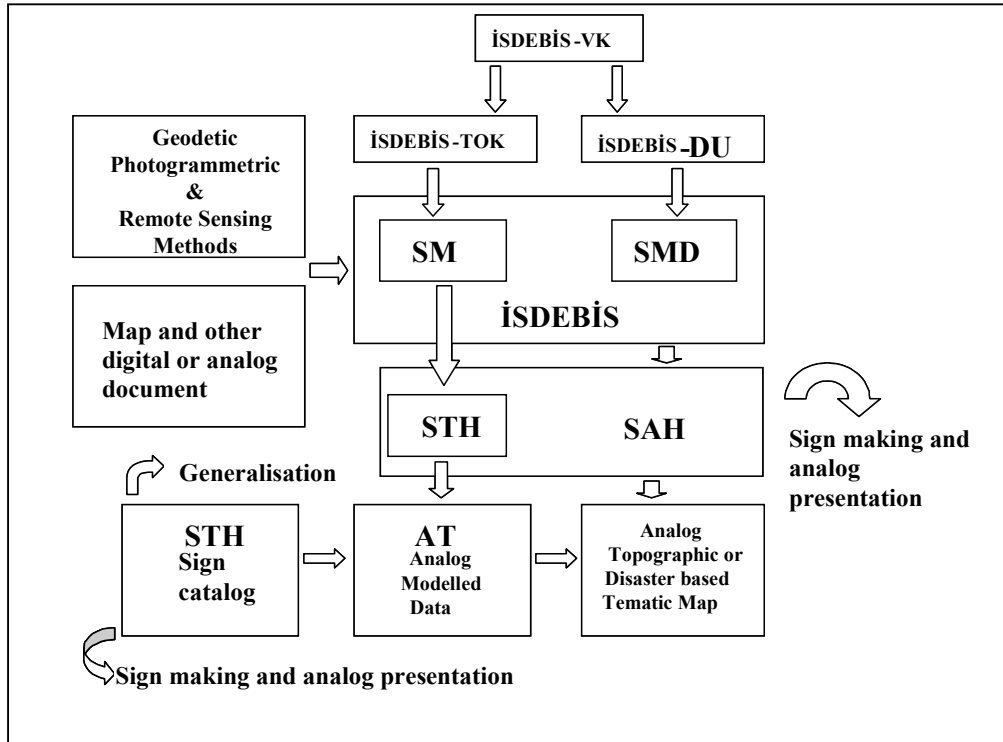 İSDEBİS-VK
İSDEBİS-TOK
İSDEBİS-DU
Geodetic
Photogrammetric
&
Remote Sensing
Methods
SM
SMD
İSDEBİS
Map and other
digital or analog
document
STH
SAH
Sign making and
analog
presentation
Generalisation
STH
Sign
catalog
AT
Analog
Modelled
Data
Analog
Topographic or
Disaster based
Tematic Map
Sign making and analog presentation